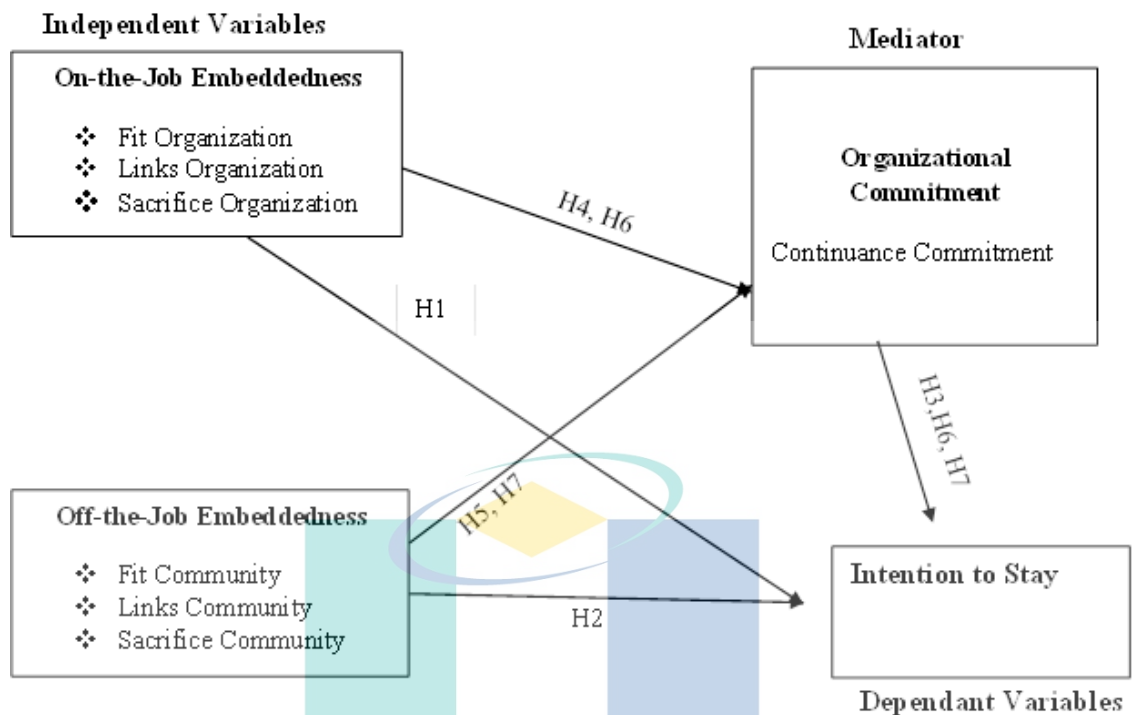 Independent Variables
On-the-Job Embeddedness
❖ Fit Organization
❖ Links Organization
❖ Sacrifice Organization
Mediator
Organizational
Commitment
Continuance Commitment
H4, H6
H1
H3,H6, H7
H5, H7
Off-the-Job Embeddedness
❖ Fit Community
❖ Links Community
❖ Sacrifice Community
H2
Intention to Stay
Dependant Variables